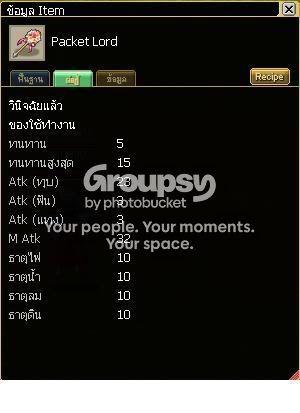 ข้อมูล Item
Packet Lord
พื้นฐาน ข้อมูล
Recipe
วินิจฉัยแล้ว
ของใช้ทำงาน
ทนทาน 5
ทนทานสูงสุด 15
Atk (ทุบ) 23
Atk (ฟัน) 3
Atk (แทง) 3
M Atk 32
ธาตุไฟ 10
ธาตุน้ำ 10
ธาตุลม 10
ธาตุดิน 10
Groupsy
by photobucket
Your people. Your moments.
Your space.